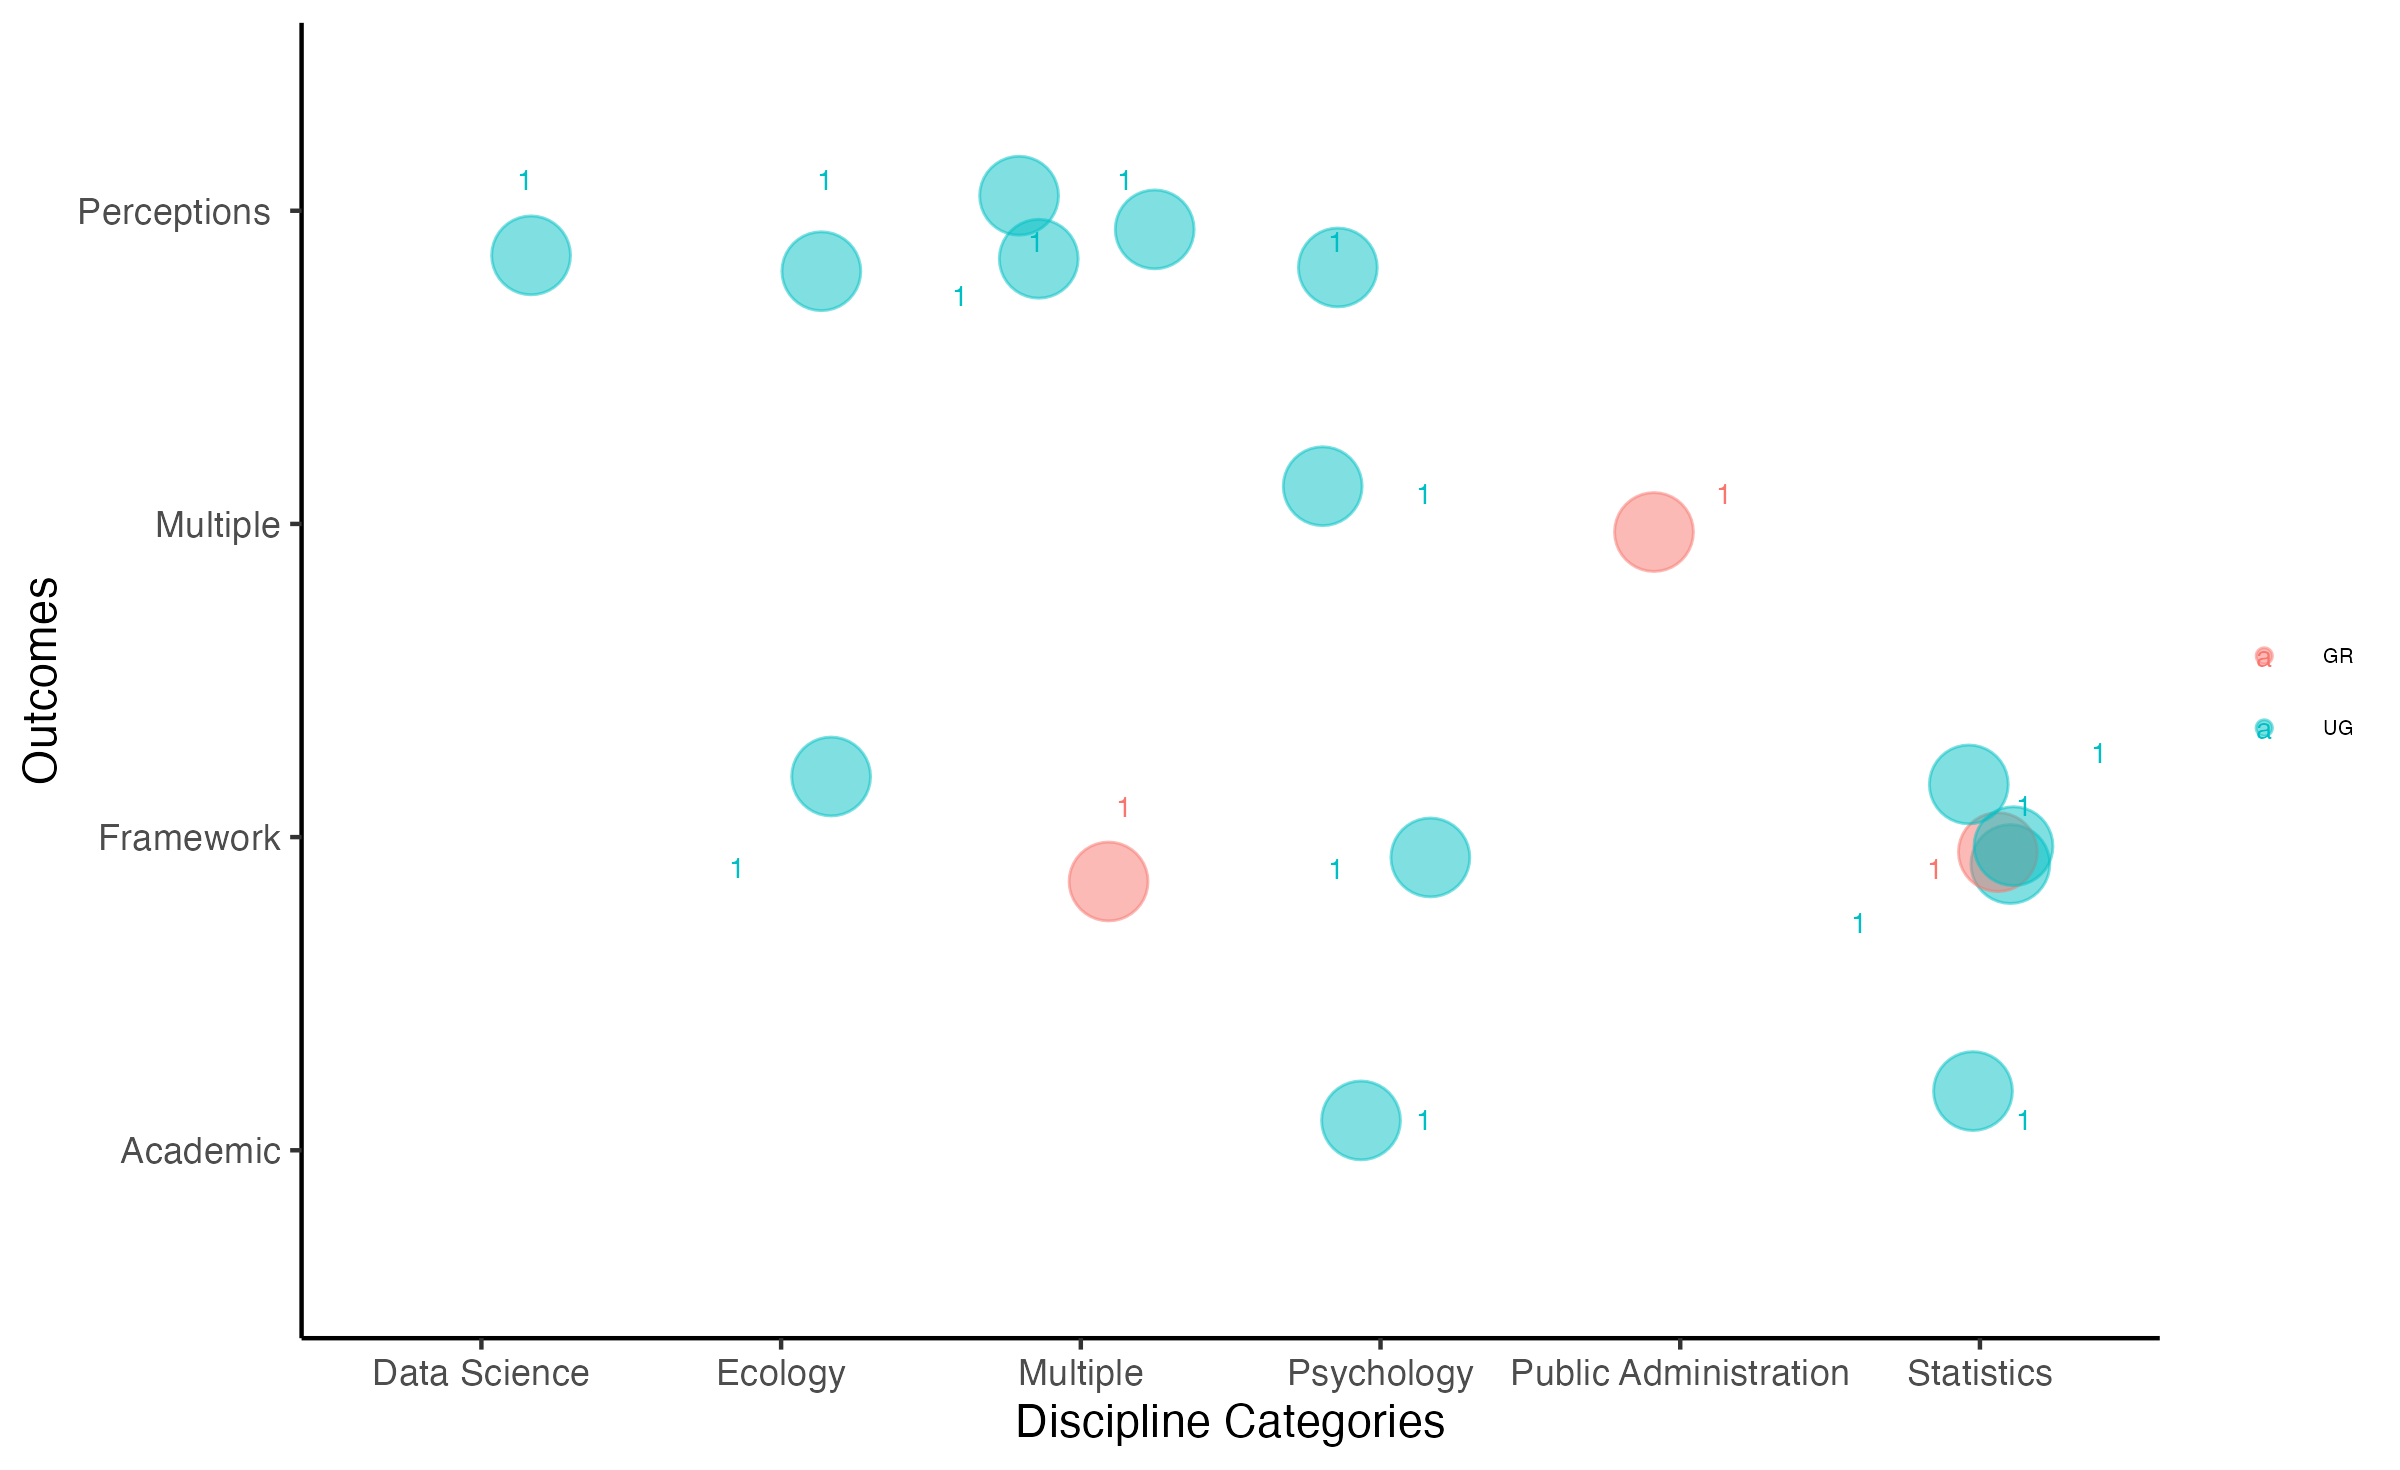 1 1 1
Perceptions
1 1
1
1 1
Multiple
a GR
a UG
1
1 1
Framework
1 1 1
1
1 1
Academic
Outcomes
Data Science Ecology Multiple Psychology Public Administration Statistics
Discipline Categories